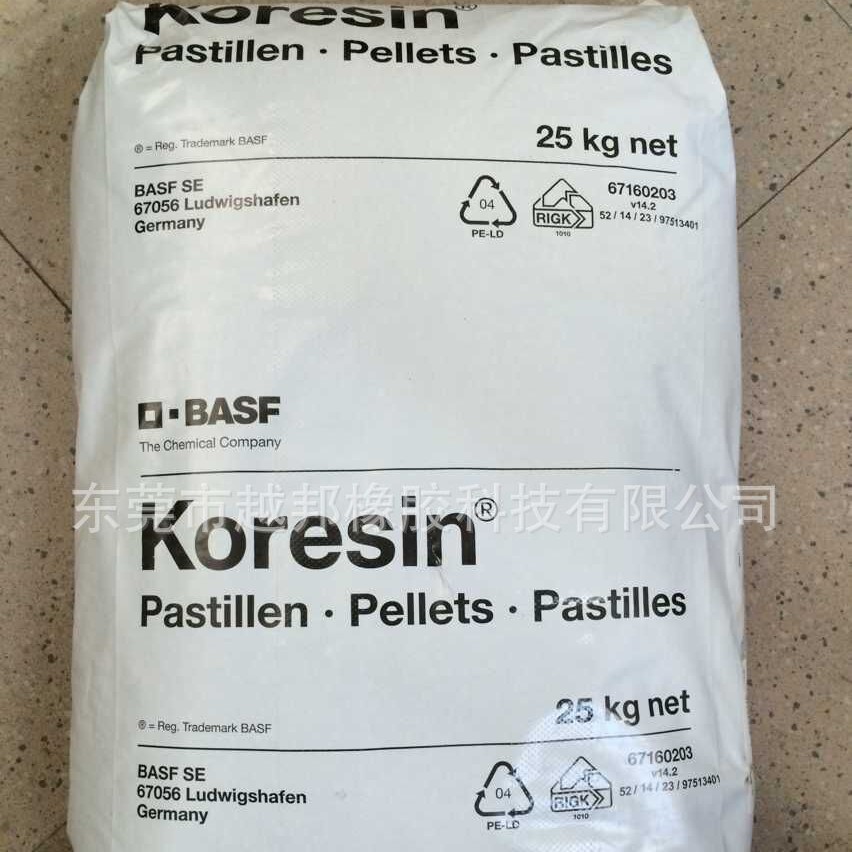 Koresin®
Pastillen · Pellets · Pastilles
® = Reg. Trademark BASF
25 kg net
BASF SE
67056 Ludwigshafen
Germany
04
PE-LD
RIGK
1010
67160203
v14.2
52 / 14 / 23 / 97513401
BASF
The Chemical Company
东莞市越邦橡胶科技有限公司
Koresin®
Pastillen · Pellets · Pastilles
® = Reg. Trademark BASF
25 kg net
BASF SE
67056 Ludwigshafen
Germany
04
PE-LD
RIGK
1010
67160203
v14.2
52 / 14 / 23 / 97513401